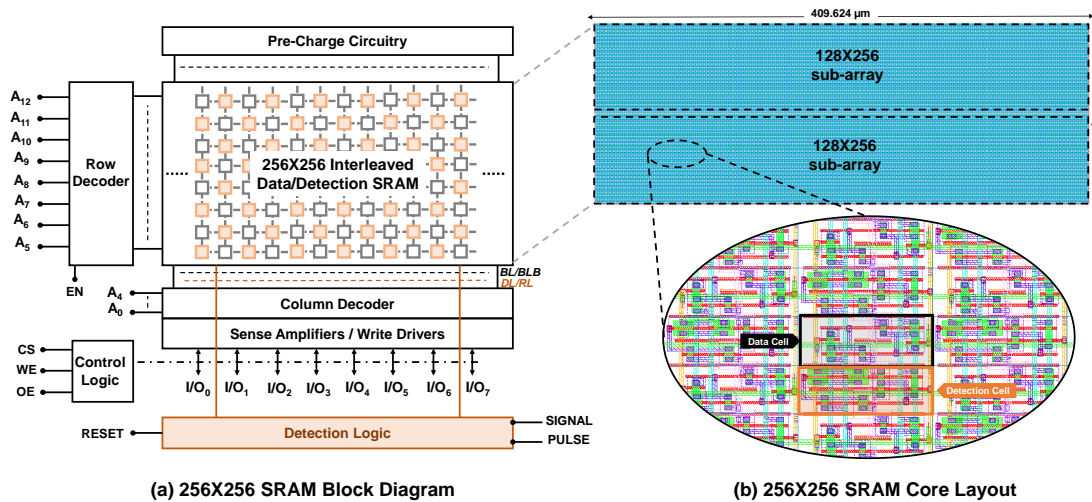 Pre-Charge Circuitry
A12
A11
A10
A9
A8
A7
A6
A5
Row
Decoder
EN
.....
256X256 Interleaved
Data/Detection SRAM
.....
BL/BLB
DL/RL
A4
A0
Column Decoder
Sense Amplifiers / Write Drivers
CS
WE
OE
Control
Logic
I/O0
I/O1
I/O2
I/O3
I/O4
I/O5
I/O6
I/O7
RESET
Detection Logic
SIGNAL
PULSE
(a) 256X256 SRAM Block Diagram
409.624 µm
128X256
sub-array
128X256
sub-array
Data Cell
Detection Cell
(b) 256X256 SRAM Core Layout